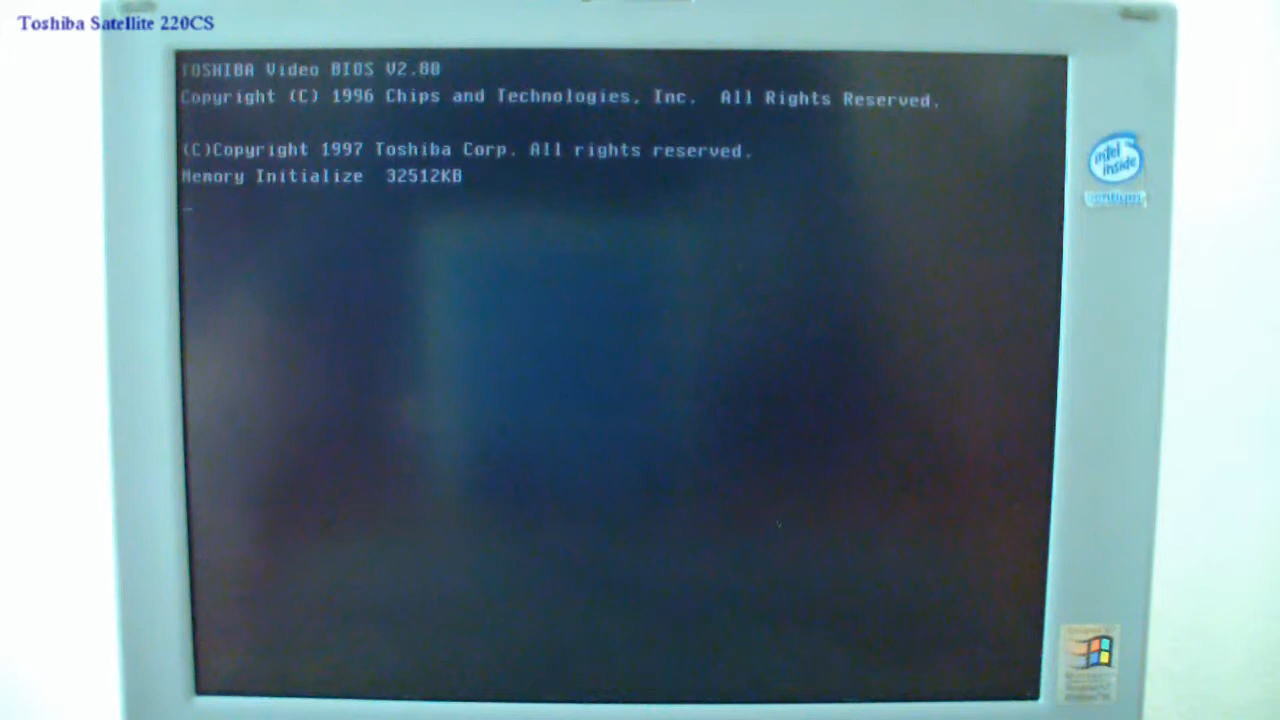 Toshiba Satellite 220CS
TOSHIBA Video BIOS V2.80
Copyright (C) 1996 Chips and Technologies, Inc. All Rights Reserved.
(C)Copyright 1997 Toshiba Corp. All rights reserved.
Memory Initialize 32512KB
_
intel
inside
pentium